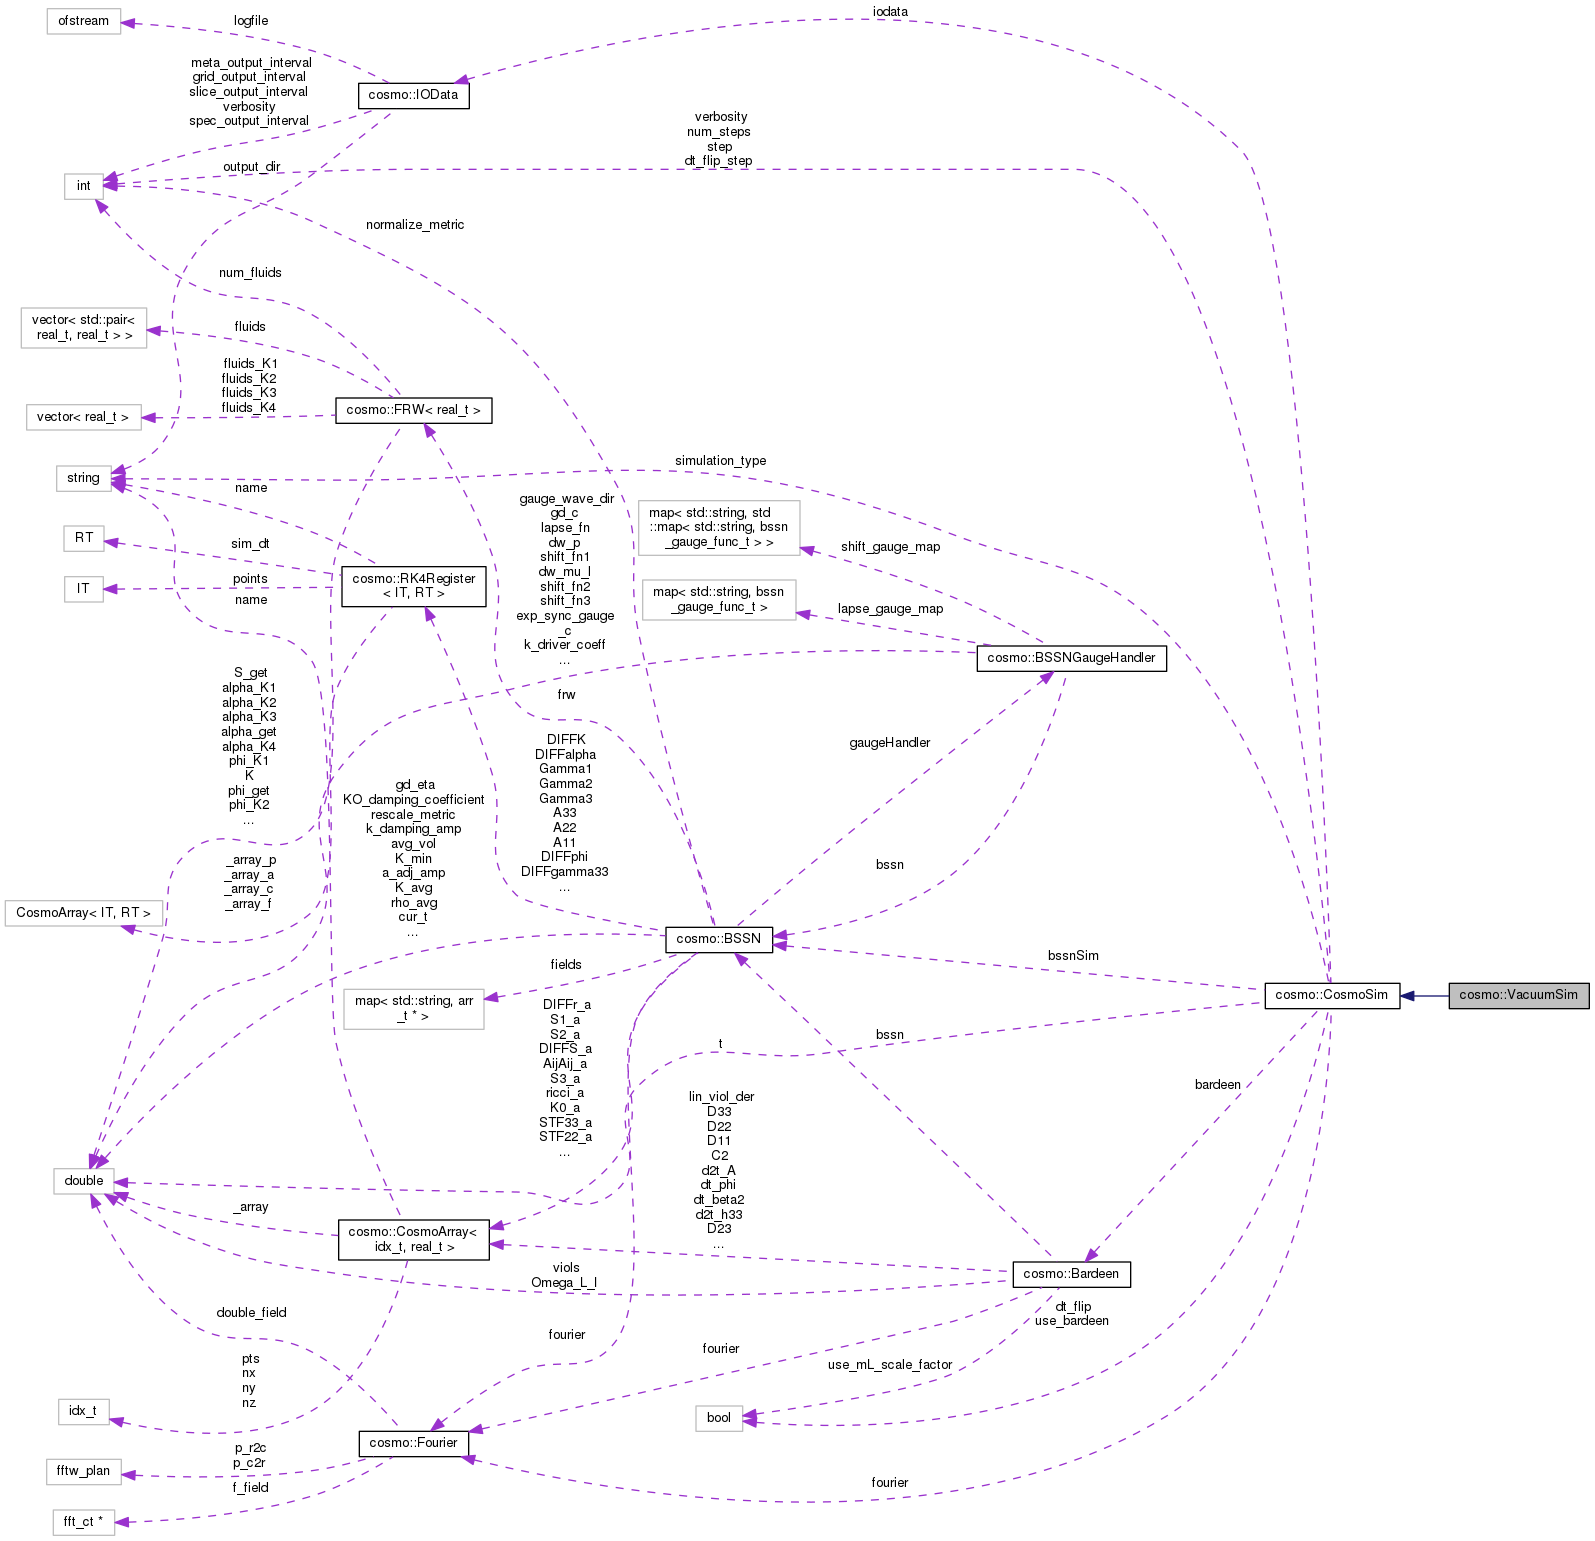 ofstream
logfile
iodata
meta_output_interval
grid_output_interval
slice_output_interval
verbosity
spec_output_interval
cosmo::IOData
verbosity
num_steps
step
dt_flip_step
output_dir
int
normalize_metric
num_fluids
vector< std::pair<
real_t, real_t > >
fluids
fluids_K1
fluids_K2
fluids_K3
fluids_K4
vector< real_t >
cosmo::FRW< real_t >
string
simulation_type
name
RT
sim_dt
IT
points
name
cosmo::RK4Register
< IT, RT >
gauge_wave_dir
gd_c
lapse_fn
dw_p
shift_fn1
dw_mu_l
shift_fn2
shift_fn3
exp_sync_gauge
_c
k_driver_coeff
...
map< std::string, std
::map< std::string, bssn
_gauge_func_t > >
shift_gauge_map
map< std::string, bssn
_gauge_func_t >
lapse_gauge_map
cosmo::BSSNGaugeHandler
frw
S_get
alpha_K1
alpha_K2
alpha_K3
alpha_get
alpha_K4
phi_K1
K
phi_get
phi_K2
...
gaugeHandler
DIFFK
DIFFalpha
Gamma1
Gamma2
Gamma3
A33
A22
A11
DIFFphi
DIFFgamma33
...
gd_eta
KO_damping_coefficient
rescale_metric
k_damping_amp
avg_vol
K_min
a_adj_amp
K_avg
rho_avg
cur_t
...
_array_p
_array_a
_array_c
_array_f
CosmoArray< IT, RT >
bssn
cosmo::BSSN
bssnSim
fields
map< std::string, arr
_t * >
cosmo::CosmoSim
cosmo::VacuumSim
DIFFr_a
S1_a
S2_a
DIFFS_a
AijAij_a
S3_a
ricci_a
K0_a
STF33_a
STF22_a
...
t
bssn
bardeen
lin_viol_der
D33
D22
D11
C2
d2t_A
dt_phi
dt_beta2
d2t_h33
D23
...
double
_array
cosmo::CosmoArray<
idx_t, real_t >
viols
Omega_L_l
cosmo::Bardeen
double_field
dt_flip
use_bardeen
fourier
fourier
use_mL_scale_factor
pts
nx
ny
nz
idx_t
bool
cosmo::Fourier
p_r2c
p_c2r
fftw_plan
f_field
fourier
fft_ct *